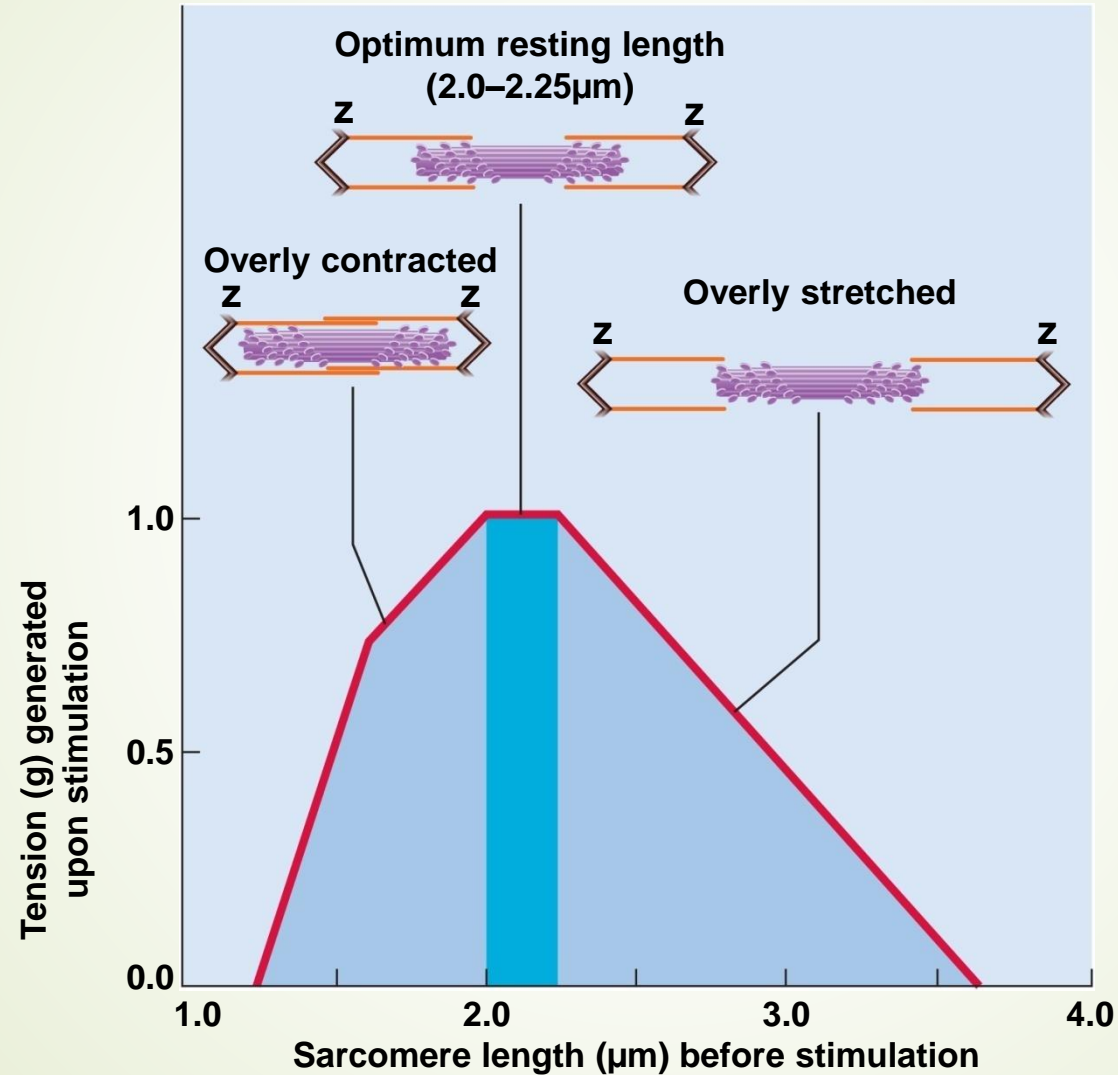 Optimum resting length
(2.0–2.25µm)
Z Z
Overly contracted
Z Z
Overly stretched
Z Z
1.0
0.5
0.0
Tension (g) generated
upon stimulation
1.0 2.0 3.0 4.0
Sarcomere length (µm) before stimulation